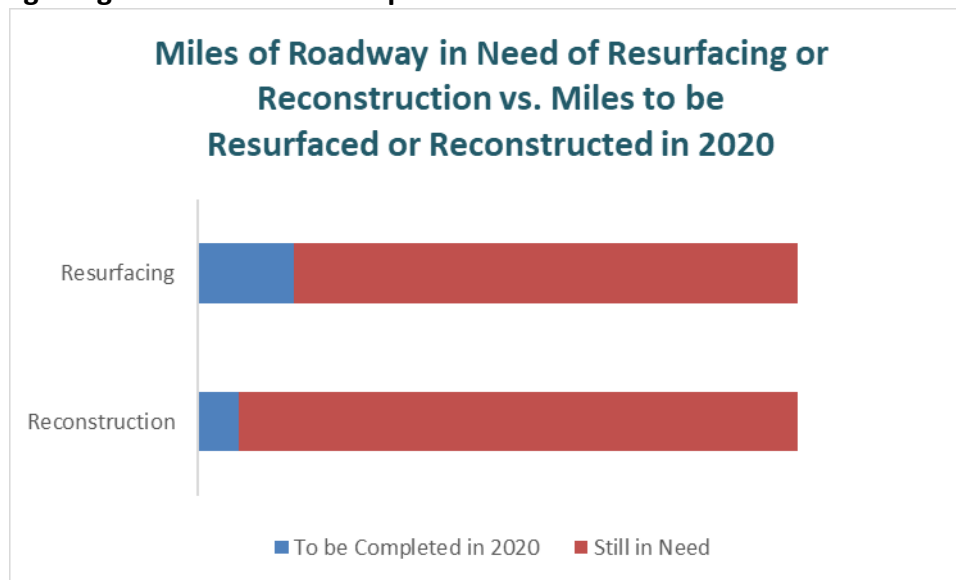 Miles of Roadway in Need of Resurfacing or
Reconstruction vs. Miles to be
Resurfaced or Reconstructed in 2020
Resurfacing
Reconstruction
To be Completed in 2020 Still in Need